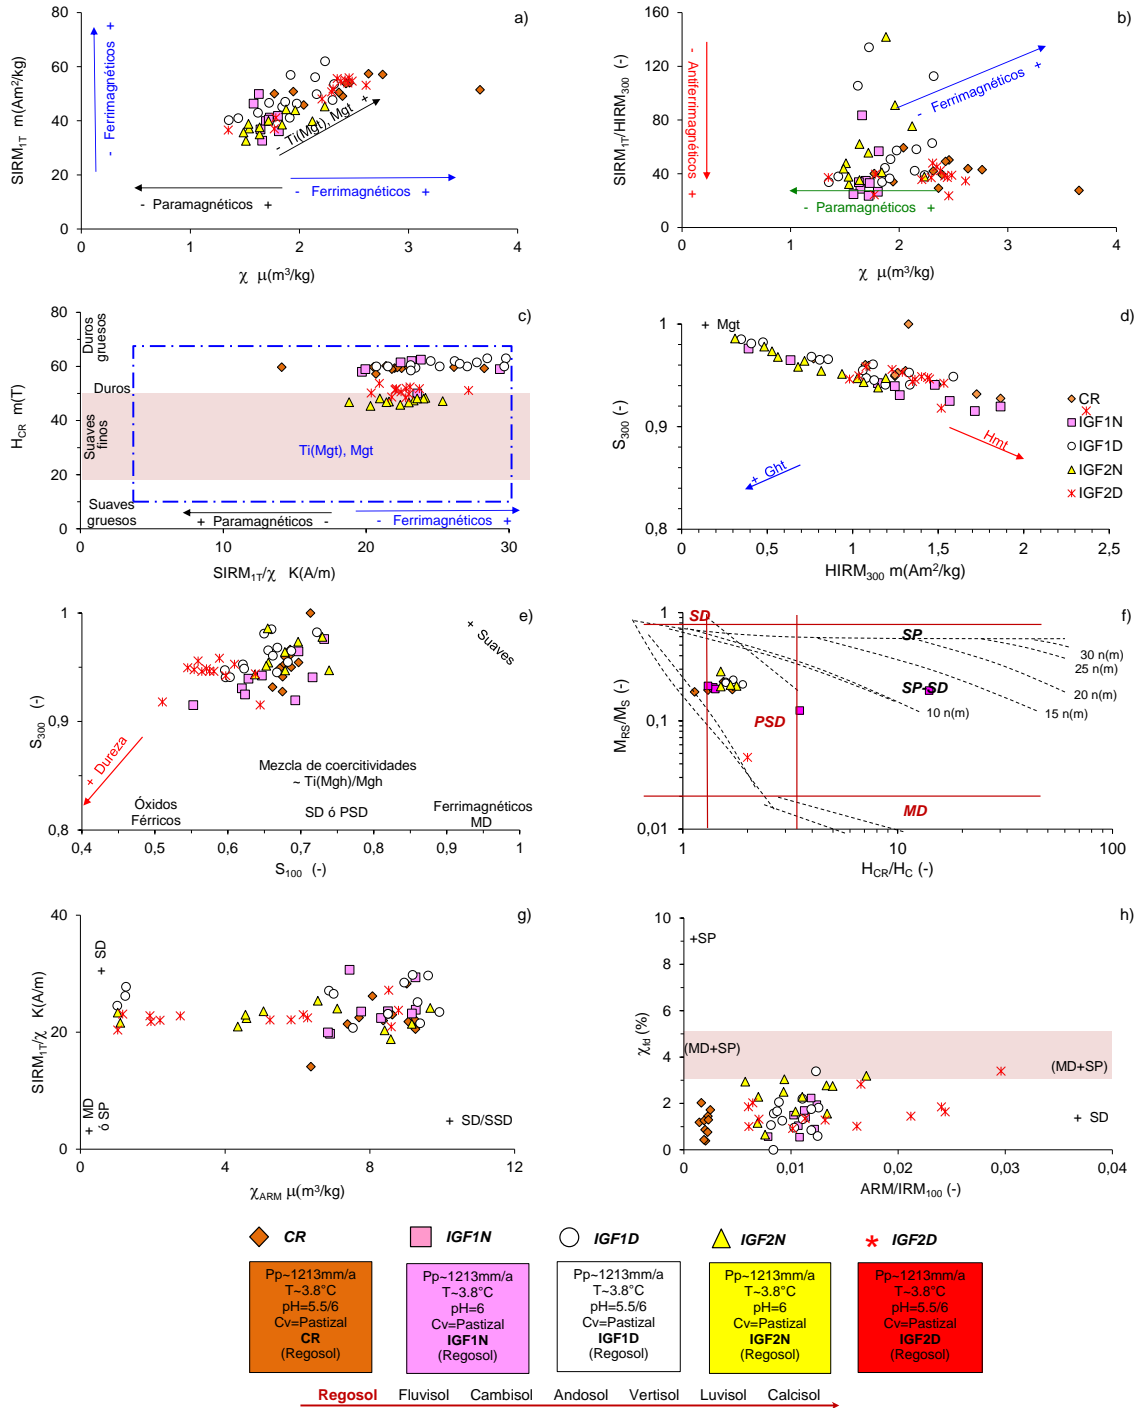 a)
SIRM1T m(Am²/kg)
80
60
40
20
0
- Ferrimagnéticos +
- Ti(Mgt), Mgt +
- Ferrimagnéticos +
- Paramagnéticos +
0 1 2 3 4
χ μ(m³/kg)
b)
SIRM1T/HIRM300 (-)
160
120
80
40
0
- Antiferrimagnéticos +
- Ferrimagnéticos +
- Paramagnéticos +
0 1 2 3 4
χ μ(m³/kg)
c)
HCR m(T)
80
60
40
20
0
Duros gruesos
Duros
Suaves finos
Suaves gruesos
Ti(Mgt), Mgt
+ Paramagnéticos -
- Ferrimagnéticos +
0 10 20 30
SIRM1T/χ K(A/m)
d)
S300 (-)
1
0,9
0,8
+ Mgt
+ Ght
Hmt
CR
IGF1N
IGF1D
IGF2N
IGF2D
0 0,5 1 1,5 2 2,5
HIRM300 m(Am²/kg)
e)
S300 (-)
1
0,9
0,8
+ Suaves
+ Dureza
Mezcla de coercitividades
~ Ti(Mgh)/Mgh
Óxidos Férricos
SD ó PSD
Ferrimagnéticos MD
0,4 0,5 0,6 0,7 0,8 0,9 1
S100 (-)
f)
MRS/MS (-)
1
0,1
0,01
SD
SP
SP-SD
PSD
MD
30 n(m)
25 n(m)
20 n(m)
15 n(m)
10 n(m)
1 10 100
HCR/HC (-)
g)
SIRM1T/χ K(A/m)
40
30
20
10
0
+ SD
+ MD ó SP
+ SD/SSD
0 4 8 12
χARM μ(m³/kg)
h)
χfd (%)
10
8
6
4
2
0
+SP
(MD+SP)
(MD+SP)
+ SD
0 0,01 0,02 0,03 0,04
ARM/IRM100 (-)
CR IGF1N IGF1D IGF2N IGF2D
Pp~1213mm/a
T~3.8°C
pH=5.5/6
Cv=Pastizal
CR
(Regosol)
Pp~1213mm/a
T~3.8°C
pH=6
Cv=Pastizal
IGF1N
(Regosol)
Pp~1213mm/a
T~3.8°C
pH=5.5/6
Cv=Pastizal
IGF1D
(Regosol)
Pp~1213mm/a
T~3.8°C
pH=6
Cv=Pastizal
IGF2N
(Regosol)
Pp~1213mm/a
T~3.8°C
pH=5.5/6
Cv=Pastizal
IGF2D
(Regosol)
Regosol Fluvisol Cambisol Andosol Vertisol Luvisol Calcisol